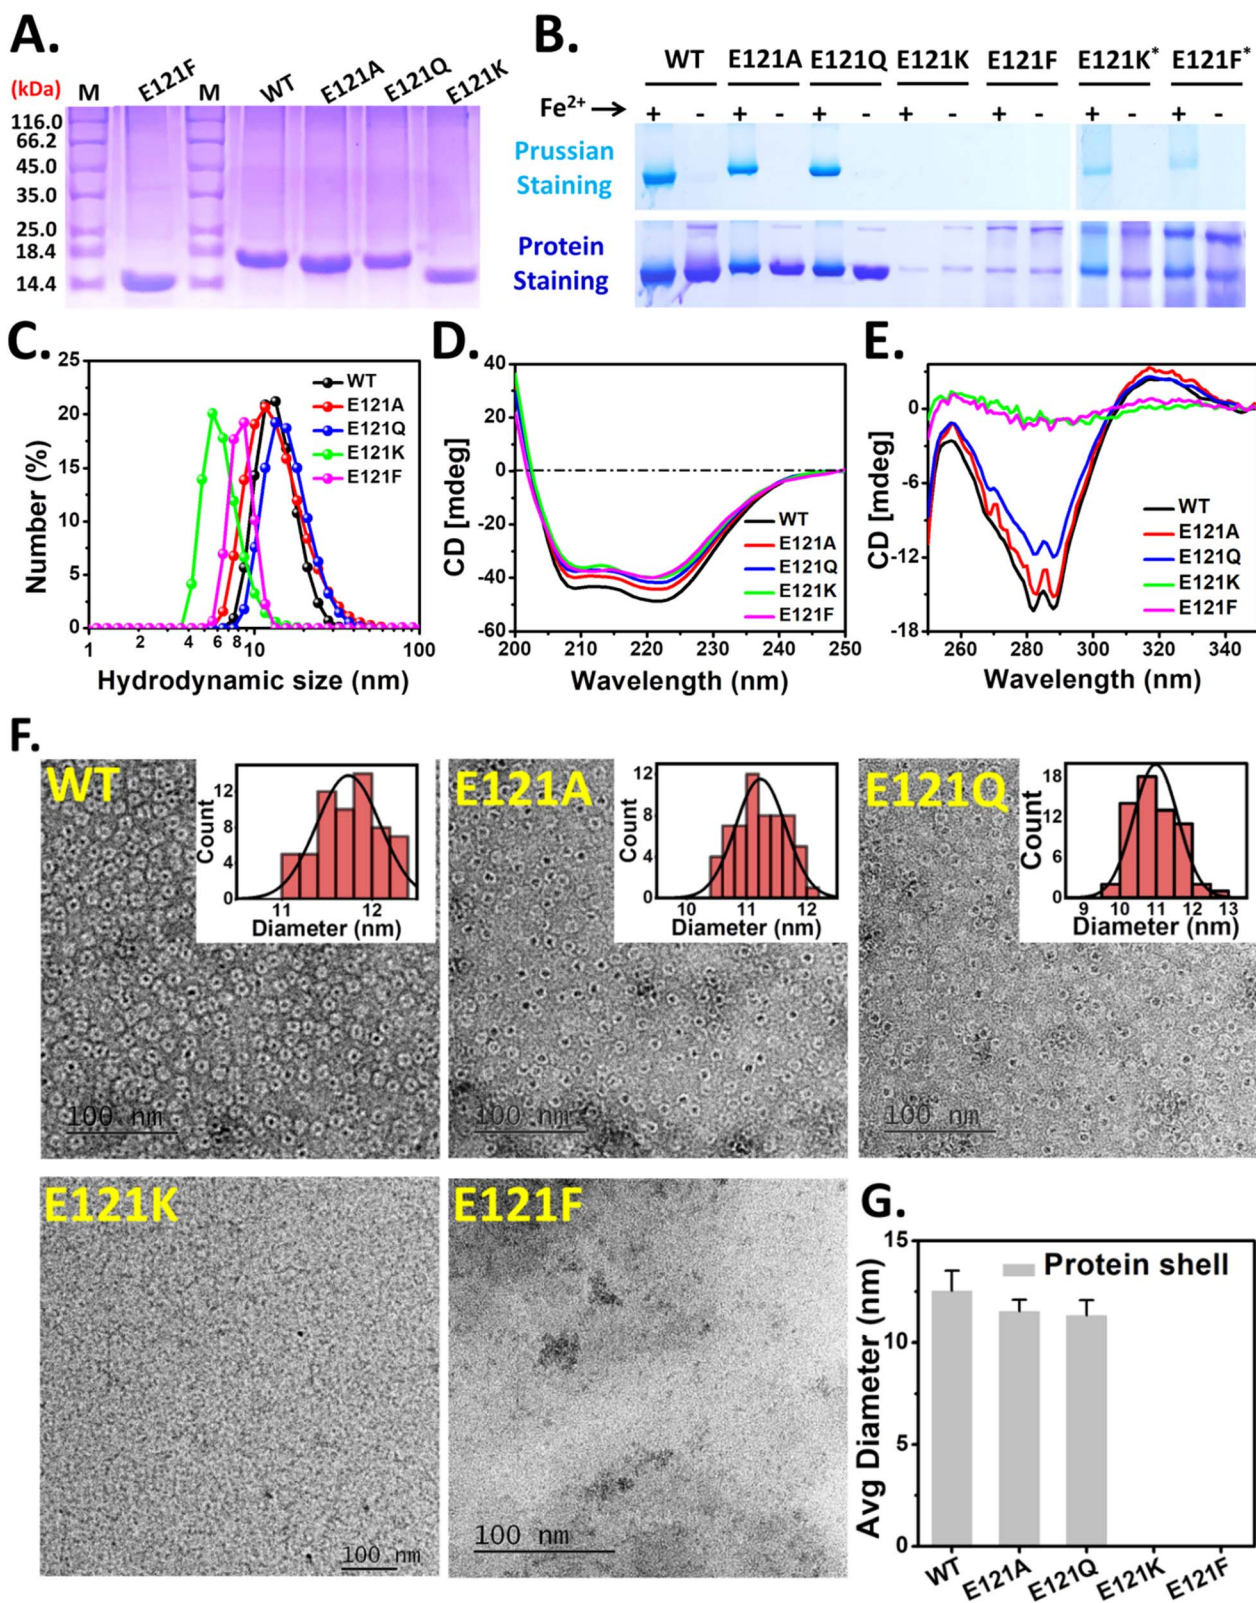 A.
(kDa)
M E121F M WT E121A E121Q E121K
116.0
66.2
45.0
35.0
25.0
18.4
14.4
B.
WT E121A E121Q E121K E121F E121K* E121F*
Fe²⁺ → + - + - + - + - + - + - + -
Prussian
Staining
Protein
Staining
C.
Number (%)
25
20
15
10
5
0
1 2 4 6 8 10 100
Hydrodynamic size (nm)
WT
E121A
E121Q
E121K
E121F
D.
CD [mdeg]
40
20
0
-20
-40
-60
200 210 220 230 240 250
Wavelength (nm)
WT
E121A
E121Q
E121K
E121F
E.
CD [mdeg]
0
-6
-12
-18
260 280 300 320 340
Wavelength (nm)
WT
E121A
E121Q
E121K
E121F
F.
WT
Count
12
8
4
0
11 12
Diameter (nm)
100 nm
E121A
Count
12
9
6
3
0
10 11 12
Diameter (nm)
100 nm
E121Q
Count
18
12
6
0
9 10 11 12 13
Diameter (nm)
100 nm
E121K
100 nm
E121F
100 nm
G.
Avg Diameter (nm)
15
10
5
0
Protein shell
WT E121A E121Q E121K E121F